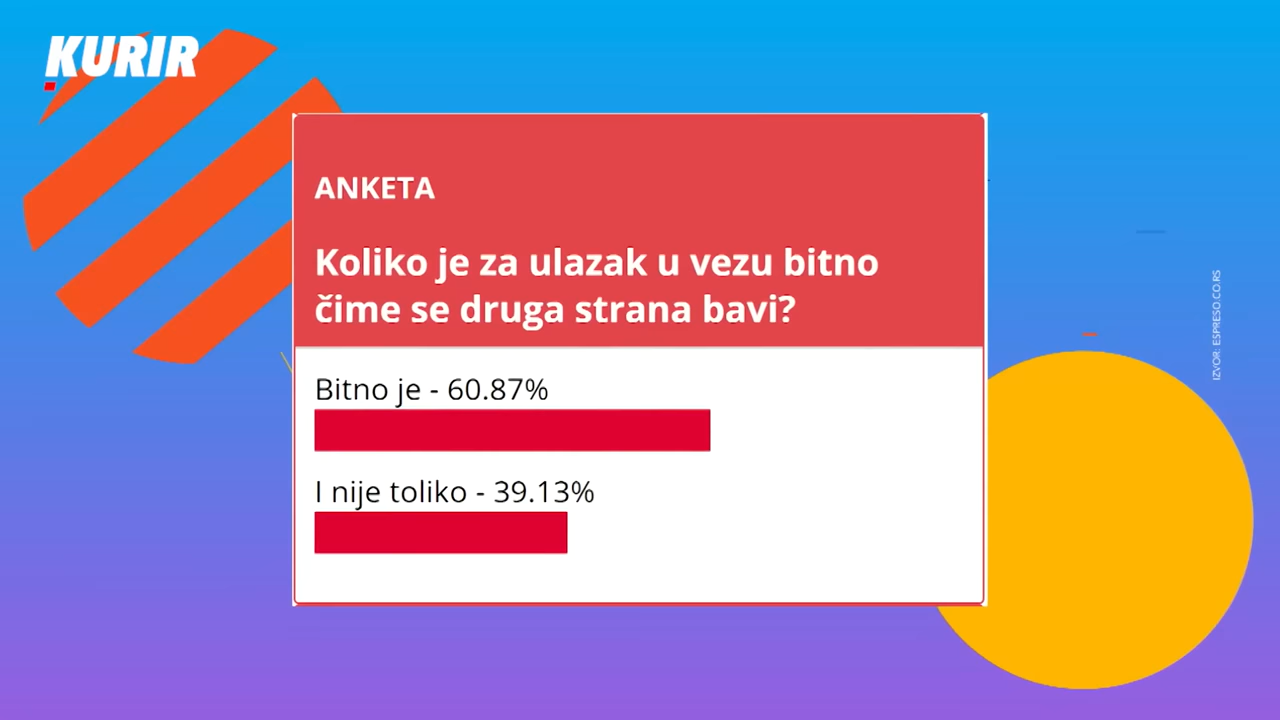 KURIR
ANKETA
Koliko je za ulazak u vezu bitno
čime se druga strana bavi?
Bitno je - 60.87%
I nije toliko - 39.13%
IZVOR: ESPRESO.CO.RS